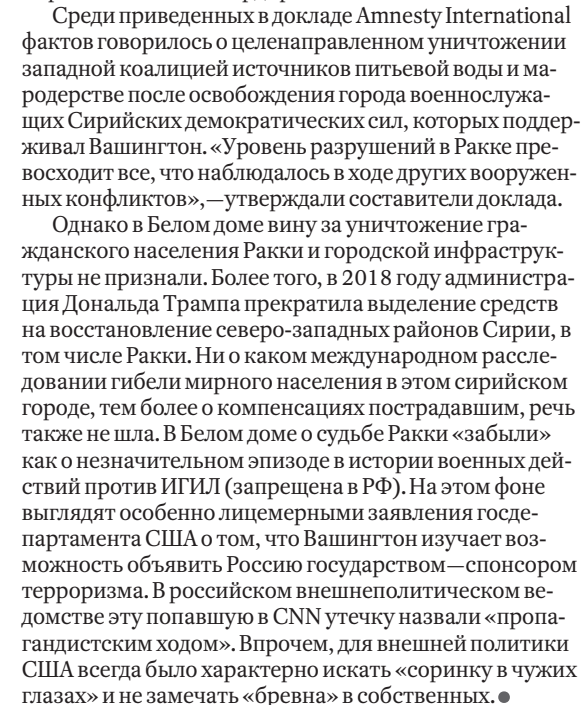 Среди приведенных в докладе Amnesty International
фактов говорилось о целенаправленном уничтожении
западной коалицией источников питьевой воды и ма-
родерстве после освобождения города военнослужа-
щих Сирийских демократических сил, которых поддер-
живал Вашингтон. «Уровень разрушений в Ракке пре-
восходит все, что наблюдалось в ходе других вооружен-
ных конфликтов»,—утверждали составители доклада.
Однако в Белом доме вину за уничтожение гра-
жданского населения Ракки и городской инфраструк-
туры не признали. Более того, в 2018 году администра-
ция Дональда Трампа прекратила выделение средств
на восстановление северо-западных районов Сирии, в
том числе Ракки. Ни о каком международном рассле-
довании гибели мирного населения в этом сирийском
городе, тем более о компенсациях пострадавшим, речь
также не шла. В Белом доме о судьбе Ракки «забыли»
как о незначительном эпизоде в истории военных дей-
ствий против ИГИЛ (запрещена в РФ). На этом фоне
выглядят особенно лицемерными заявления госде-
партамента США о том, что Вашингтон изучает воз-
можность объявить Россию государством—спонсором
терроризма. В российском внешнеполитическом ве-
домстве эту попавшую в CNN утечку назвали «пропа-
гандистским ходом». Впрочем, для внешней политики
США всегда было характерно искать «соринку в чужих
глазах» и не замечать «бревна» в собственных. ●